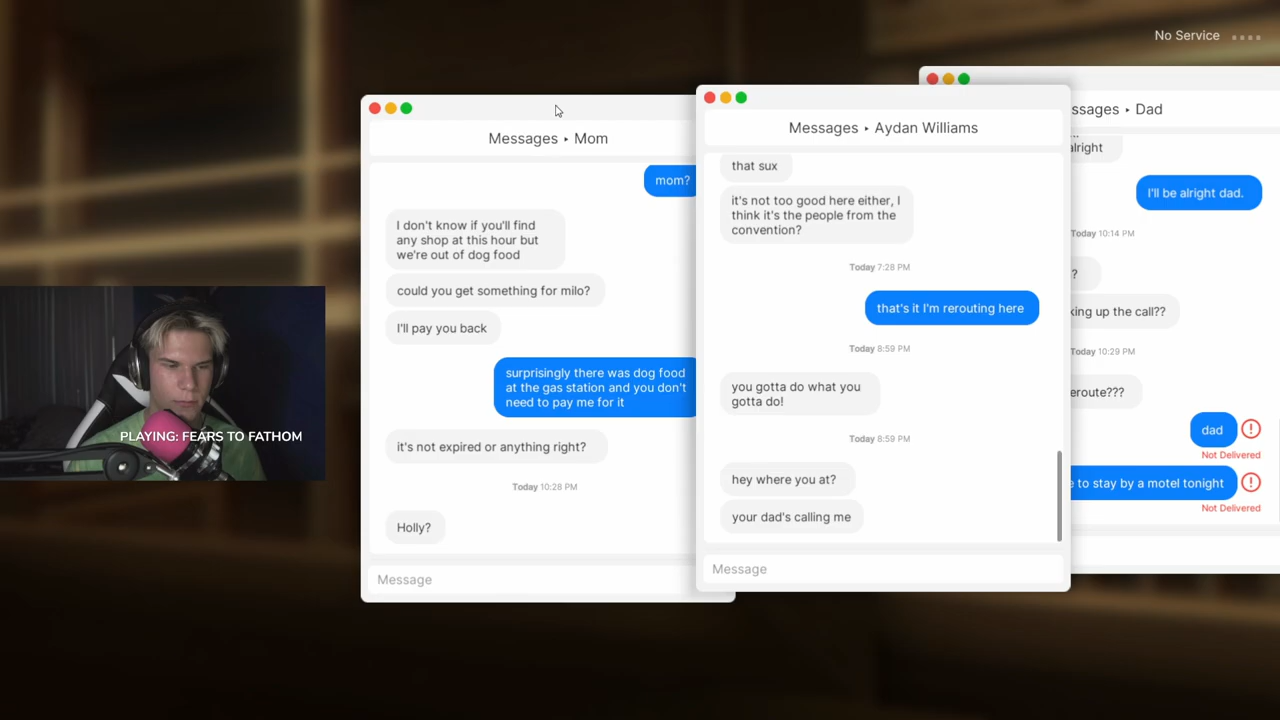 No Service
Messages ‣ Mom
mom?
I don't know if you'll find
any shop at this hour but
we're out of dog food
could you get something for milo?
I'll pay you back
surprisingly there was dog food
at the gas station and you don't
need to pay me for it
it's not expired or anything right?
Today 10:28 PM
Holly?
Message
Messages ‣ Aydan Williams
that sux
it's not too good here either, I
think it's the people from the
convention?
Today 7:28 PM
that's it I'm rerouting here
Today 8:59 PM
you gotta do what you
gotta do!
Today 8:59 PM
hey where you at?
your dad's calling me
Message
ssages ‣ Dad
alright
I'll be alright dad.
Today 10:14 PM
?
king up the call??
Today 10:29 PM
eroute???
dad
Not Delivered
e to stay by a motel tonight
Not Delivered
PLAYING: FEARS TO FATHOM